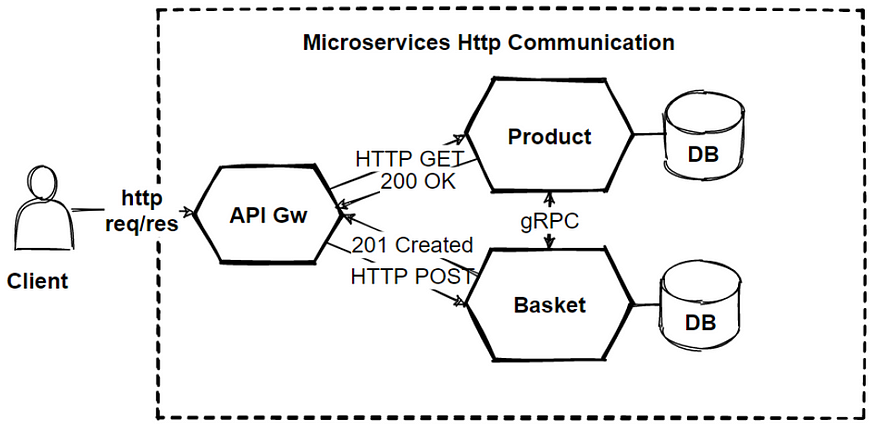 Microservices Http Communication
Product
DB
HTTP GET
200 OK
http
req/res
API Gw
gRPC
201 Created
HTTP POST
Client
Basket
DB